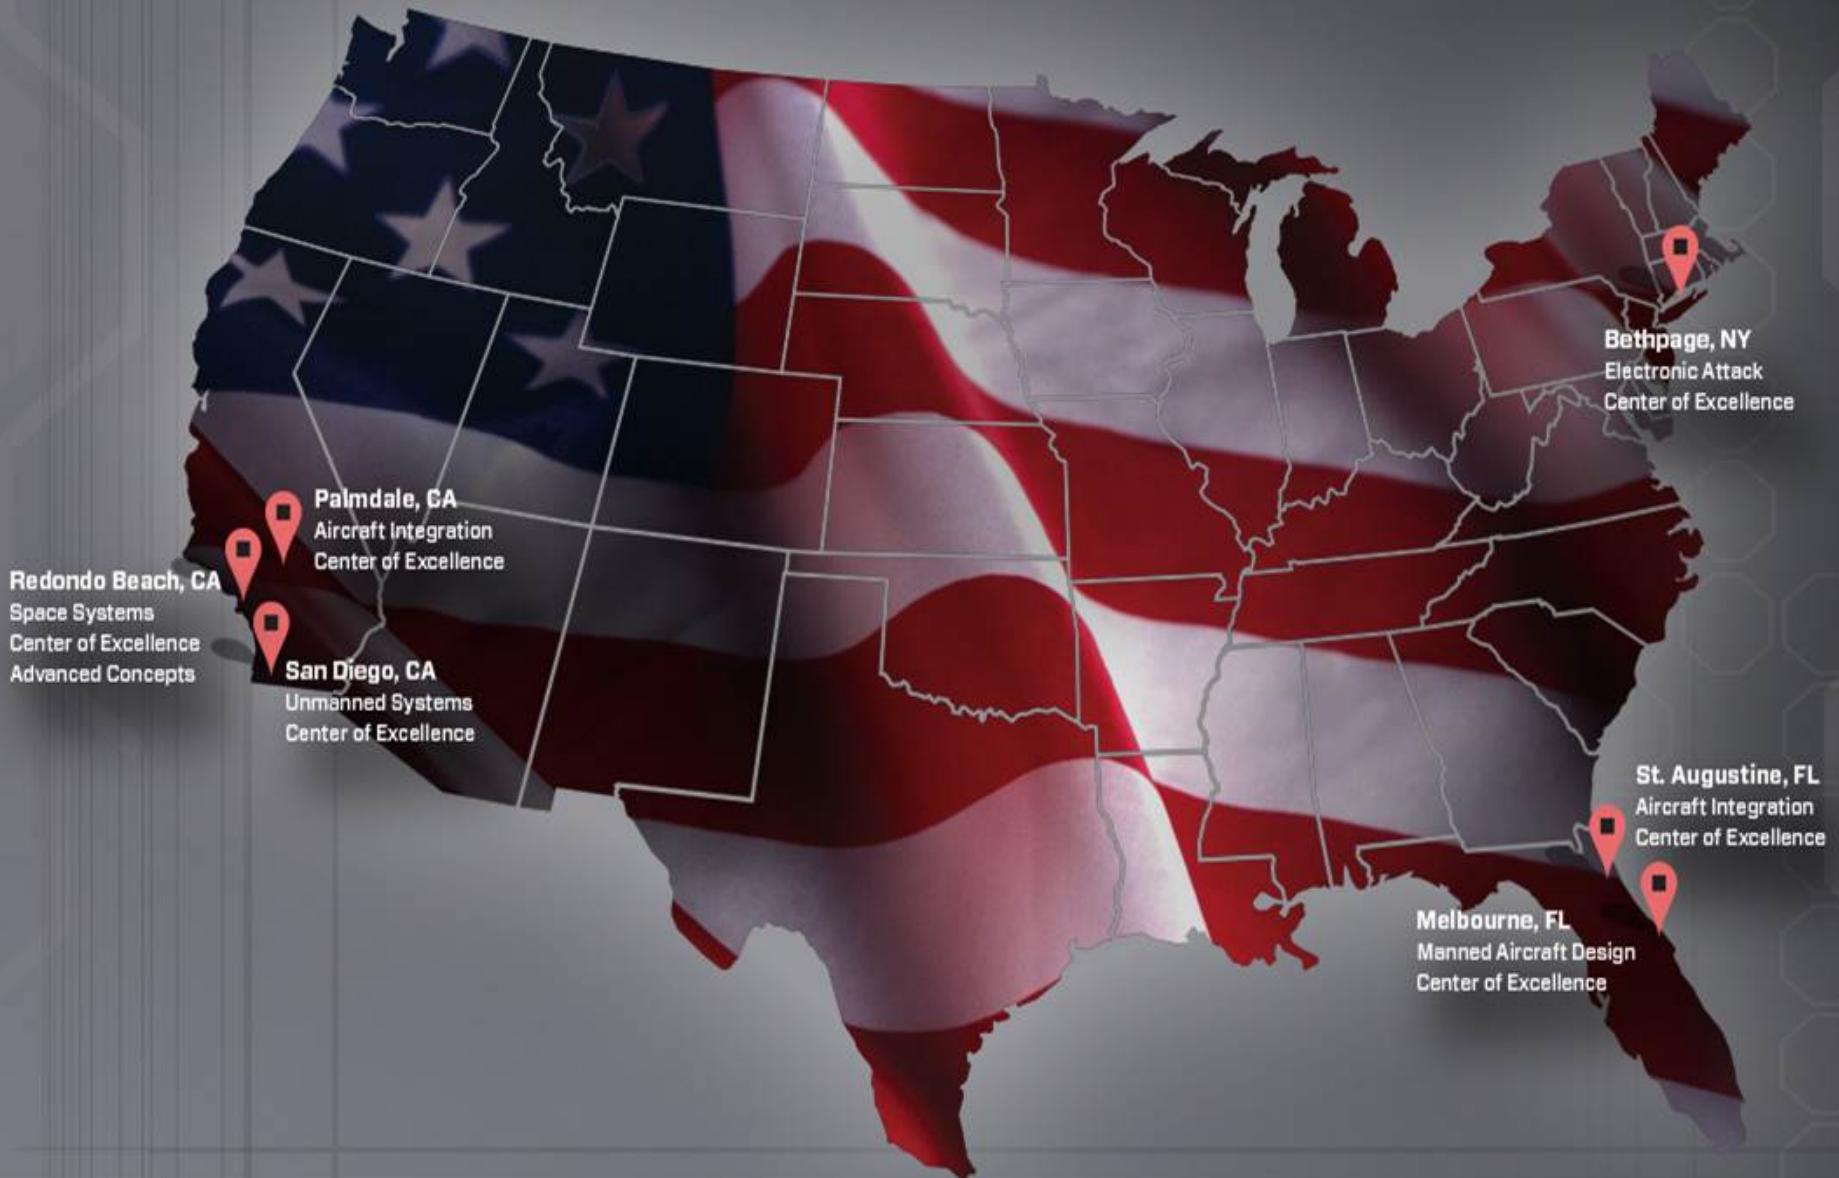 Bethpage, NY
Electronic Attack
Center of Excellence
Palmdale, CA
Aircraft Integration
Center of Excellence
Redondo Beach, CA
Space Systems
Center of Excellence
Advanced Concepts
San Diego, CA
Unmanned Systems
Center of Excellence
St. Augustine, FL
Aircraft Integration
Center of Excellence
Melbourne, FL
Manned Aircraft Design
Center of Excellence